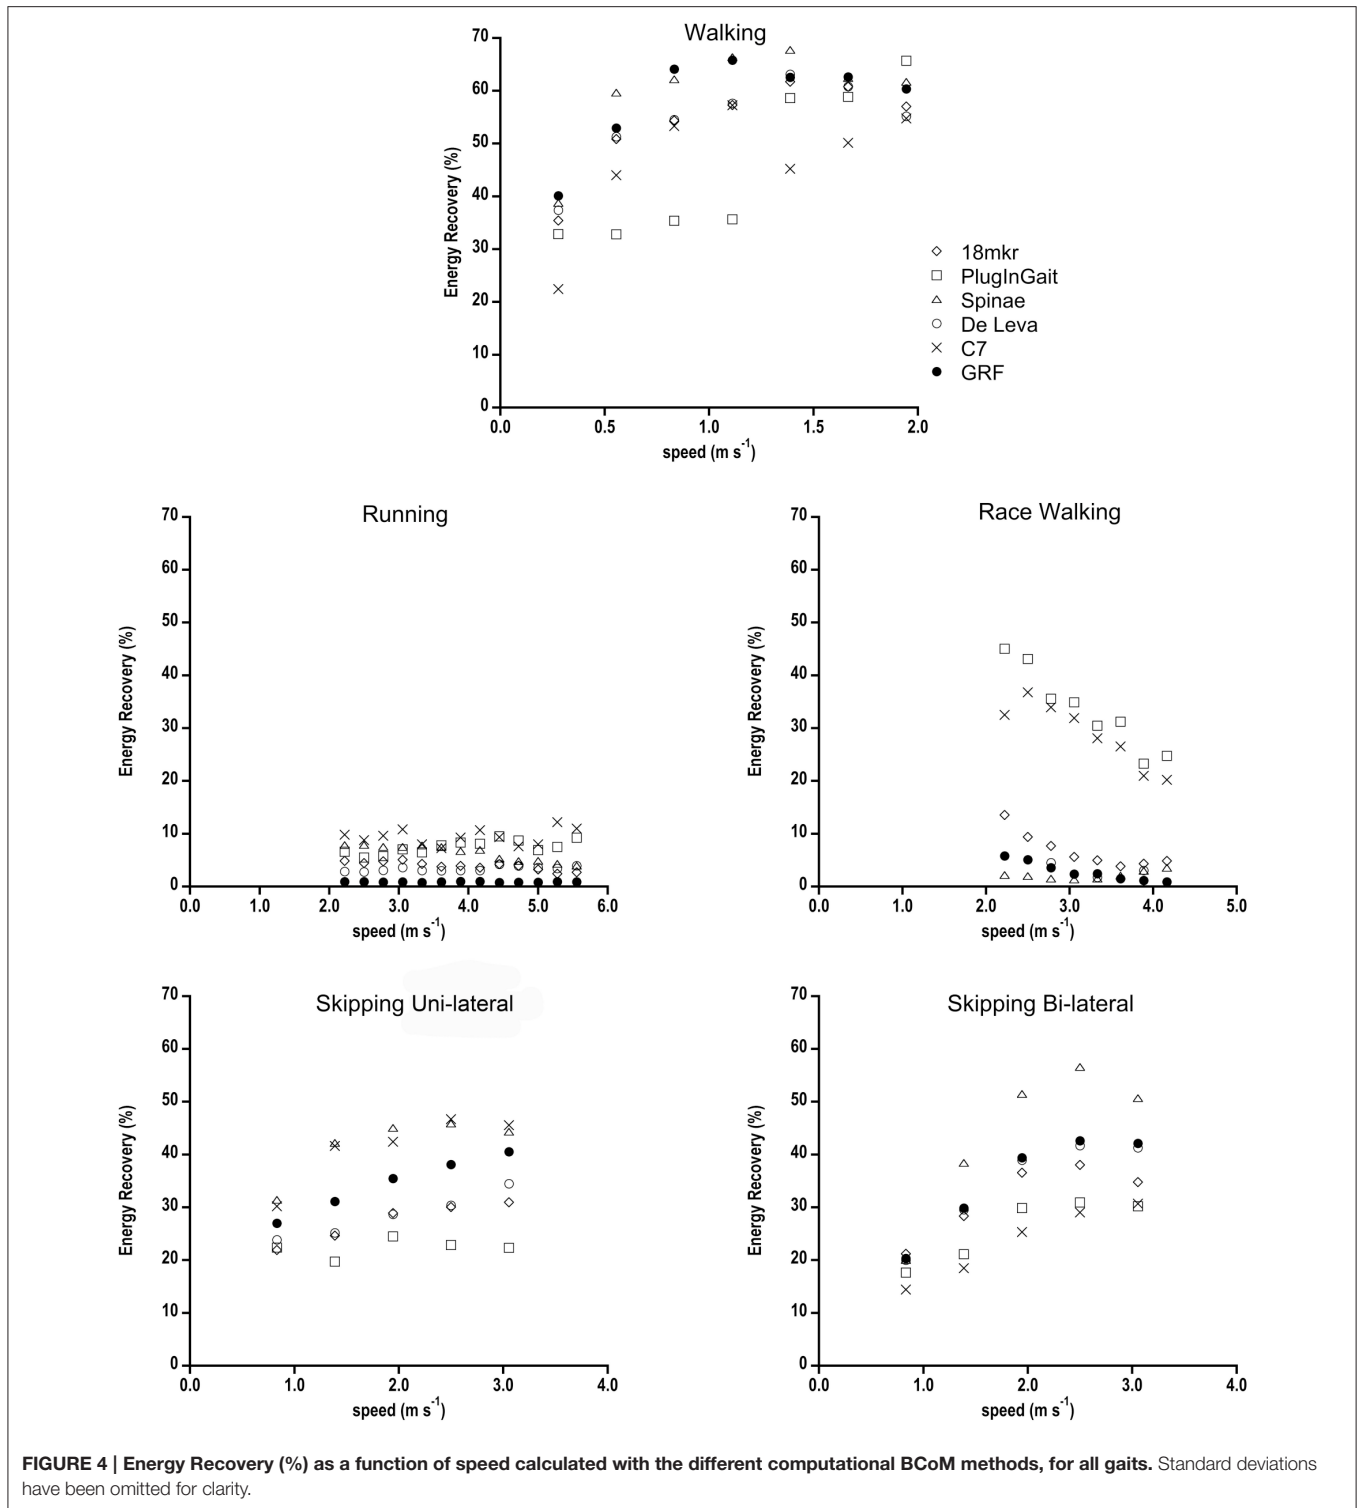 Walking
70
60
50
40
30
20
10
0
Energy Recovery (%)
0.0 0.5 1.0 1.5 2.0
speed (m s-1)
18mkr
PlugInGait
Spinae
De Leva
C7
GRF
Running
70
60
50
40
30
20
10
0
Energy Recovery (%)
0.0 1.0 2.0 3.0 4.0 5.0 6.0
speed (m s-1)
Race Walking
70
60
50
40
30
20
10
0
Energy Recovery (%)
0.0 1.0 2.0 3.0 4.0 5.0
speed (m s-1)
Skipping Uni-lateral
70
60
50
40
30
20
10
0
Energy Recovery (%)
0.0 1.0 2.0 3.0 4.0
speed (m s-1)
Skipping Bi-lateral
70
60
50
40
30
20
10
0
Energy Recovery (%)
0.0 1.0 2.0 3.0 4.0
speed (m s-1)
FIGURE 4 | Energy Recovery (%) as a function of speed calculated with the different computational BCoM methods, for all gaits. Standard deviations
have been omitted for clarity.